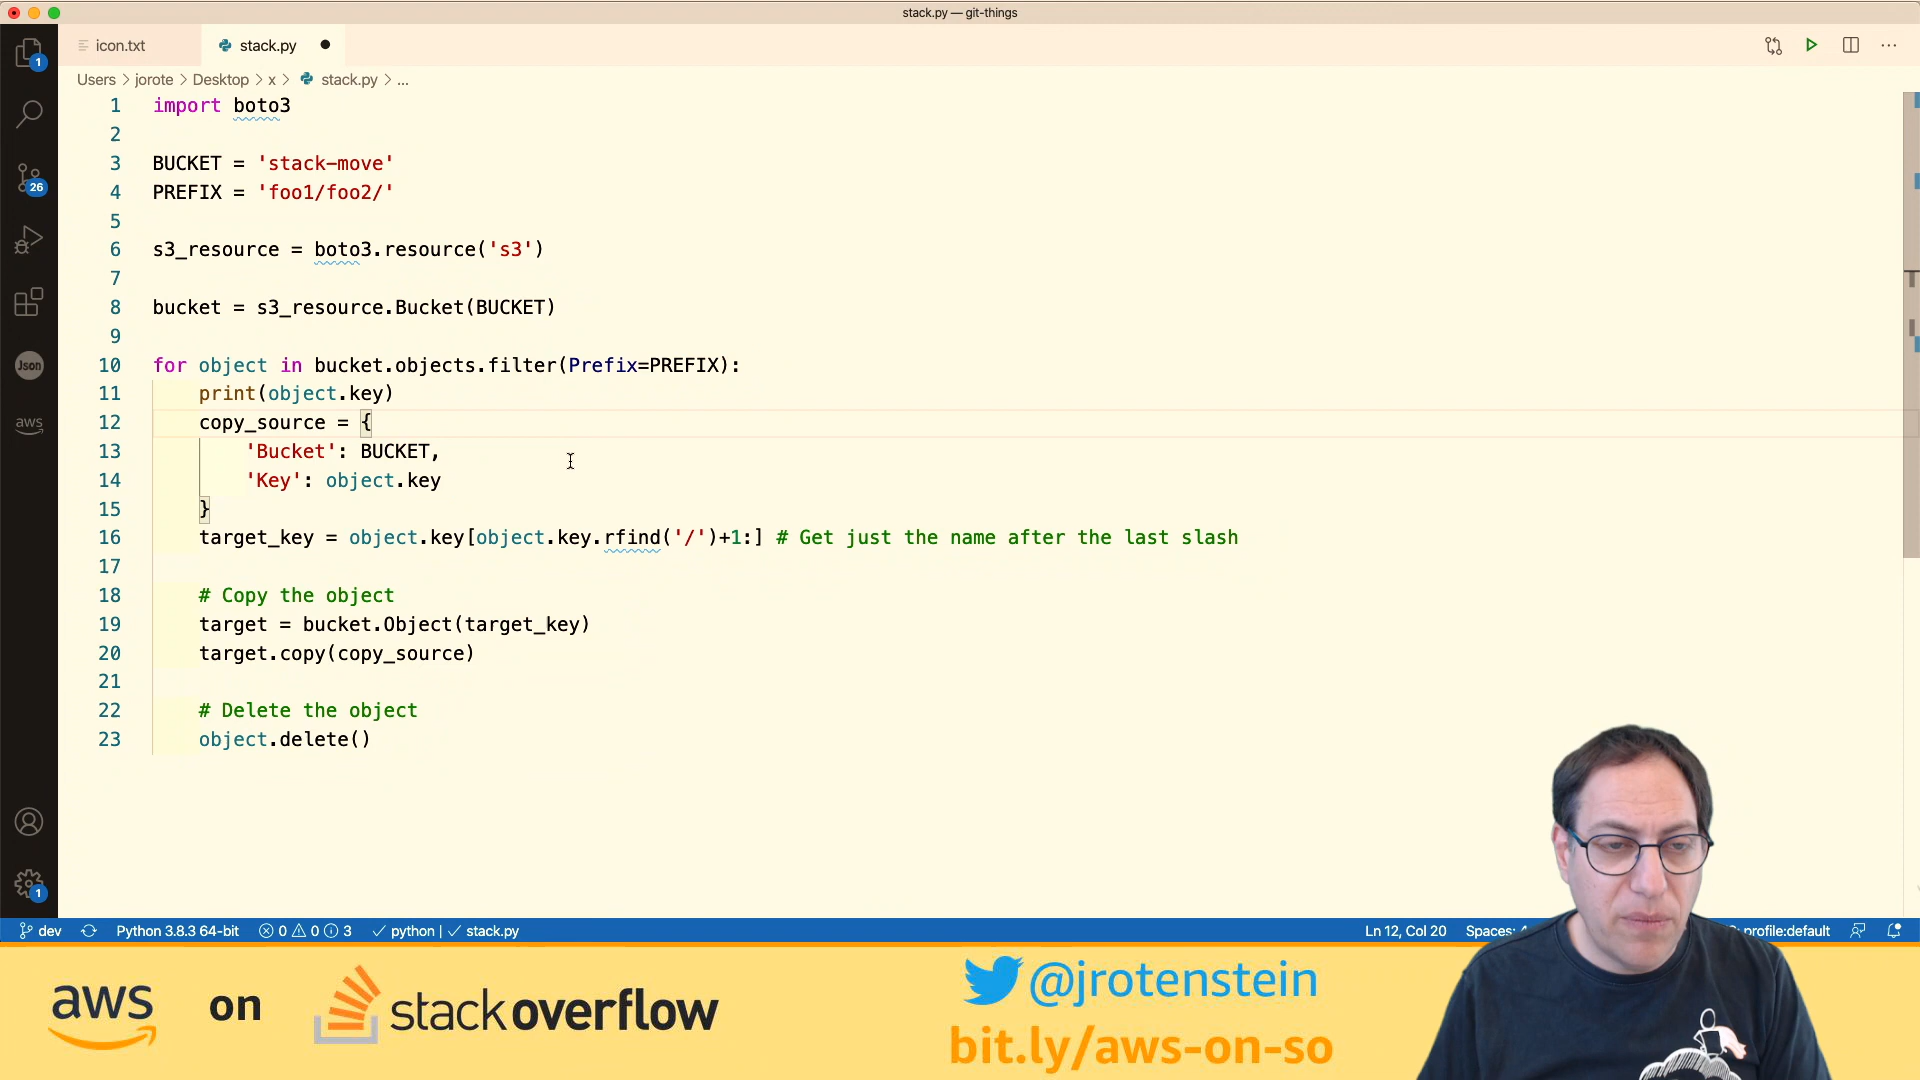 stack.py — git-things
icon.txt
stack.py
Users > jorote > Desktop > x > stack.py > ...
1 import boto3
2
3 BUCKET = 'stack-move'
4 PREFIX = 'foo1/foo2/'
5
6 s3_resource = boto3.resource('s3')
7
8 bucket = s3_resource.Bucket(BUCKET)
9
10 for object in bucket.objects.filter(Prefix=PREFIX):
11     print(object.key)
12     copy_source = {
13         'Bucket': BUCKET,
14         'Key': object.key
15     }
16     target_key = object.key[object.key.rfind('/')+1:] # Get just the name after the last slash
17
18     # Copy the object
19     target = bucket.Object(target_key)
20     target.copy(copy_source)
21
22     # Delete the object
23     object.delete()
1
26
Json
aws
1
dev Python 3.8.3 64-bit 0 0 3 python | stack.py Ln 12, Col 20 Spaces: profile:default
aws on stackoverflow
@jrotenstein
bit.ly/aws-on-so